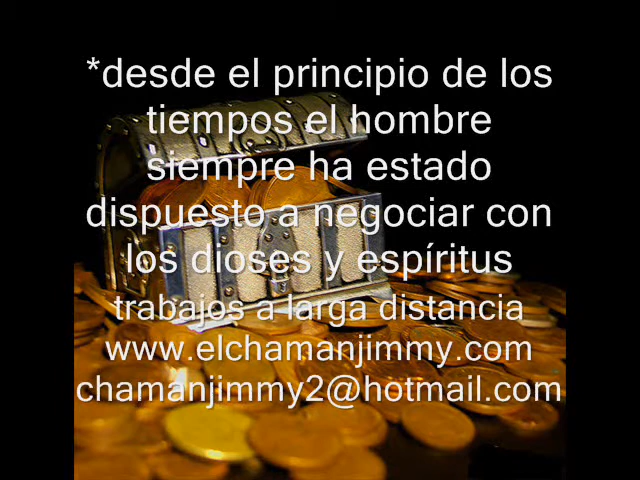 *desde el principio de los
tiempos el hombre
siempre ha estado
dispuesto a negociar con
los dioses y espíritus
trabajos a larga distancia
www.elchamanjimmy.com
chamanjimmy2@hotmail.com